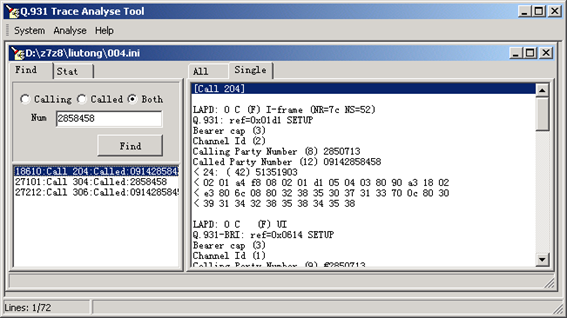 Q.931 Trace Analyse Tool
System Analyse Help
D:\z7z8\liutong\004.ini
Find Stat
Calling Called Both
Num 2858458
Find
18610:Call 204:Called:091428584
27101:Call 304:Called:2858458
27212:Call 306:Called:091428584
All Single
[Call 204]
LAPD: 0 C (F) I-frame (NR=7c NS=52)
Q.931: ref=0x01d1 SETUP
Bearer cap (3)
Channel Id (2)
Calling Party Number (8) 2850713
Called Party Number (12) 09142858458
< 24: ( 42) 51351903
< 02 01 a4 f8 08 02 01 d1 05 04 03 80 90 a3 18 02
< e3 80 6c 08 80 32 38 35 30 37 31 33 70 0c 80 30
< 39 31 34 32 38 35 38 34 35 38
LAPD: 0 C (F) UI
Q.931-BRI: ref=0x0614 SETUP
Bearer cap (3)
Channel Id (1)
Calling Party Number (9)
Lines: 1/72